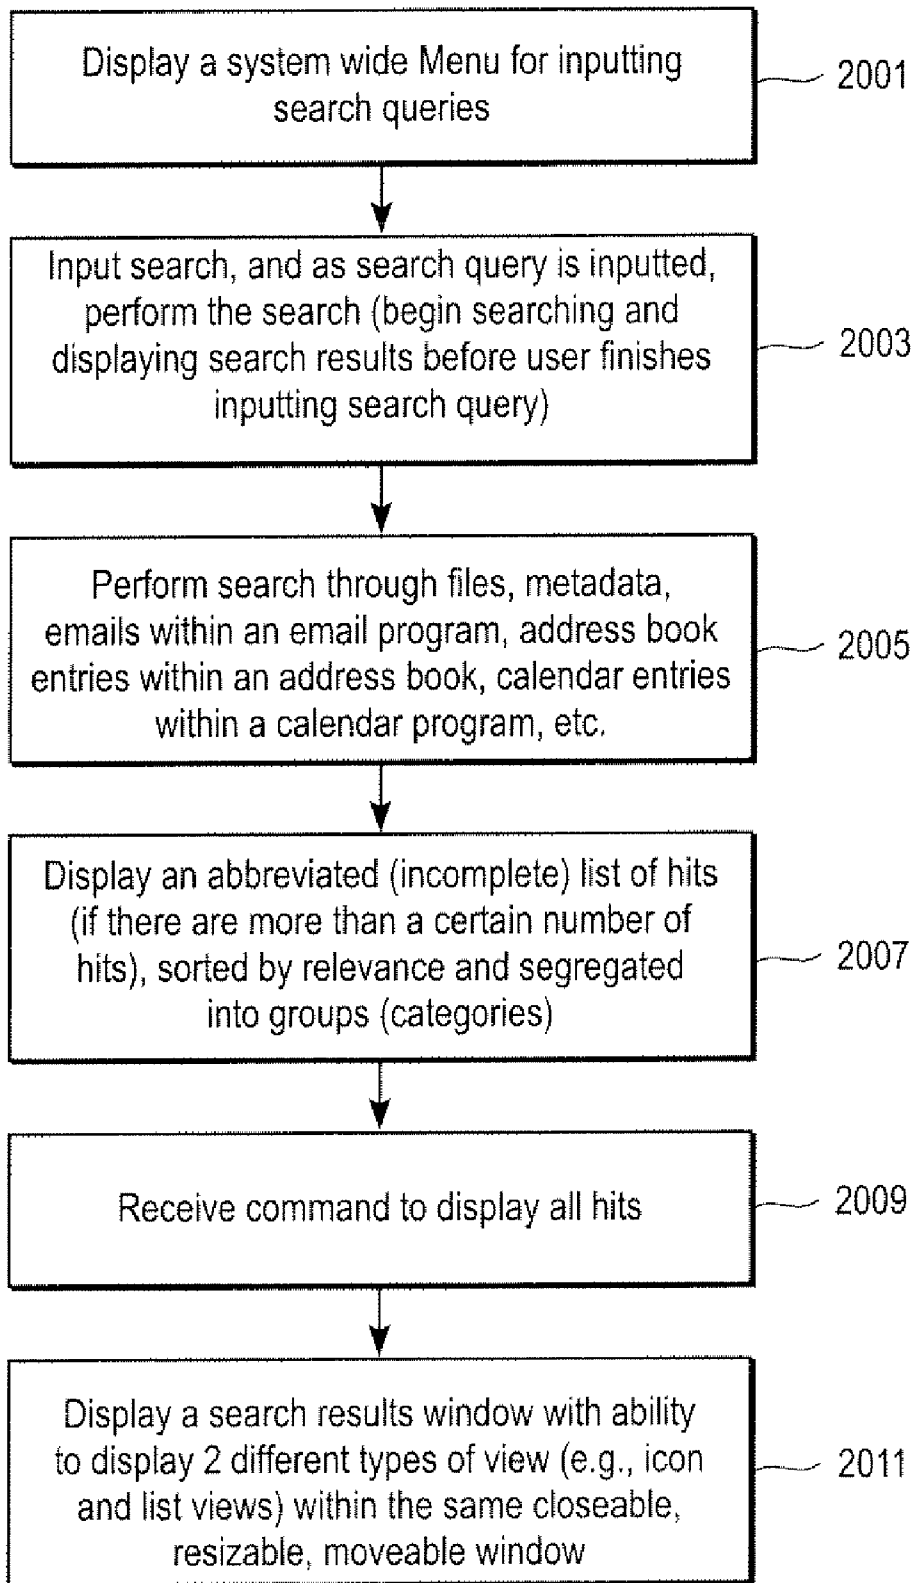 Display a system wide Menu for inputting
search queries
2001
Input search, and as search query is inputted,
perform the search (begin searching and
displaying search results before user finishes
inputting search query)
2003
Perform search through files, metadata,
emails within an email program, address book
entries within an address book, calendar entries
within a calendar program, etc.
2005
Display an abbreviated (incomplete) list of hits
(if there are more than a certain number of
hits), sorted by relevance and segregated
into groups (categories)
2007
Receive command to display all hits
2009
Display a search results window with ability
to display 2 different types of view (e.g., icon
and list views) within the same closeable,
resizable, moveable window
2011